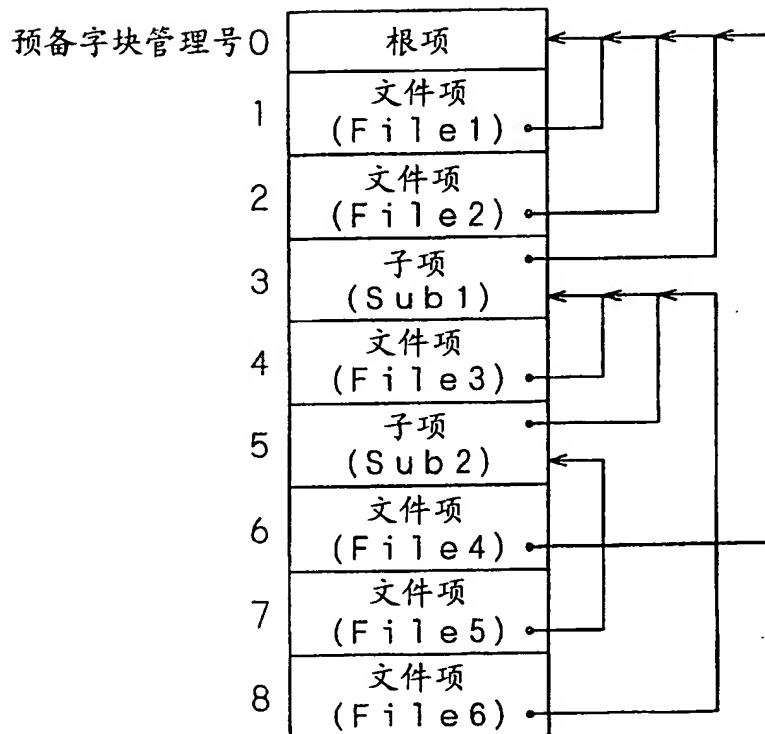 预备字块管理号0
根项
1
文件项
(File1)
2
文件项
(File2)
3
子项
(Sub1)
4
文件项
(File3)
5
子项
(Sub2)
6
文件项
(File4)
7
文件项
(File5)
8
文件项
(File6)